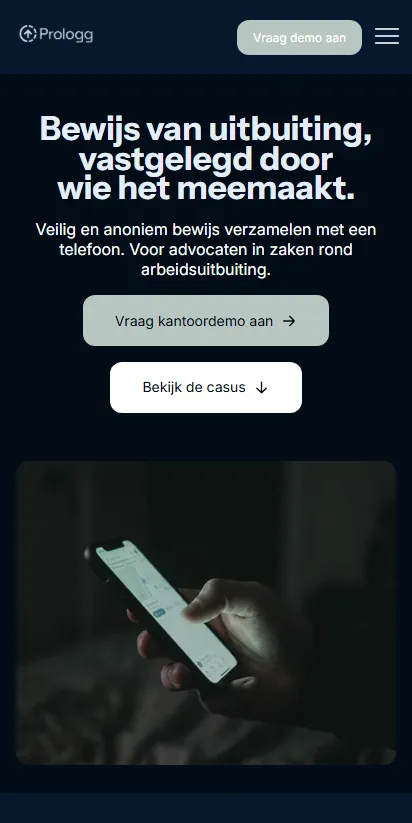 Prologg
Vraag demo aan
Bewijs van uitbuiting,
vastgelegd door
wie het meemaakt.
Veilig en anoniem bewijs verzamelen met een
telefoon. Voor advocaten in zaken rond
arbeidsuitbuiting.
Vraag kantoordemo aan
Bekijk de casus